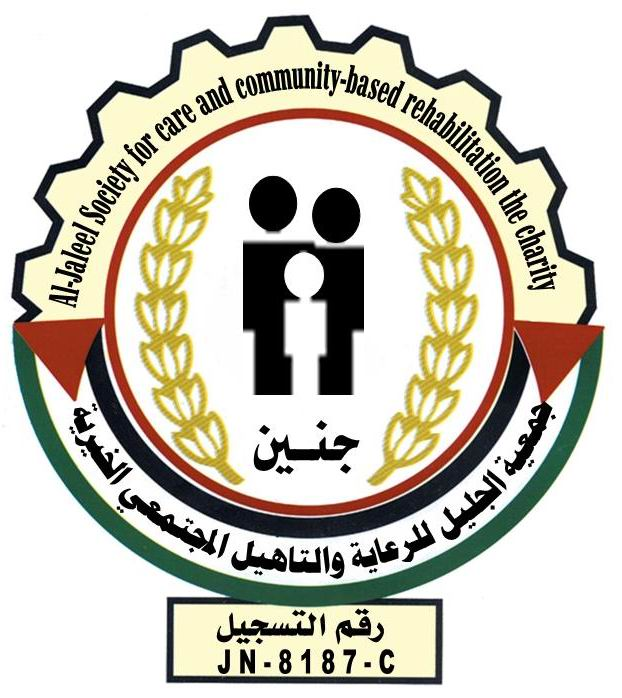 Al-Jaleel Society for care and community-based rehabilitation the charity
جنين
جمعية الجليل للرعاية والتاهيل المجتمعي الخيرية
رقم التسجيل
JN-8187-C